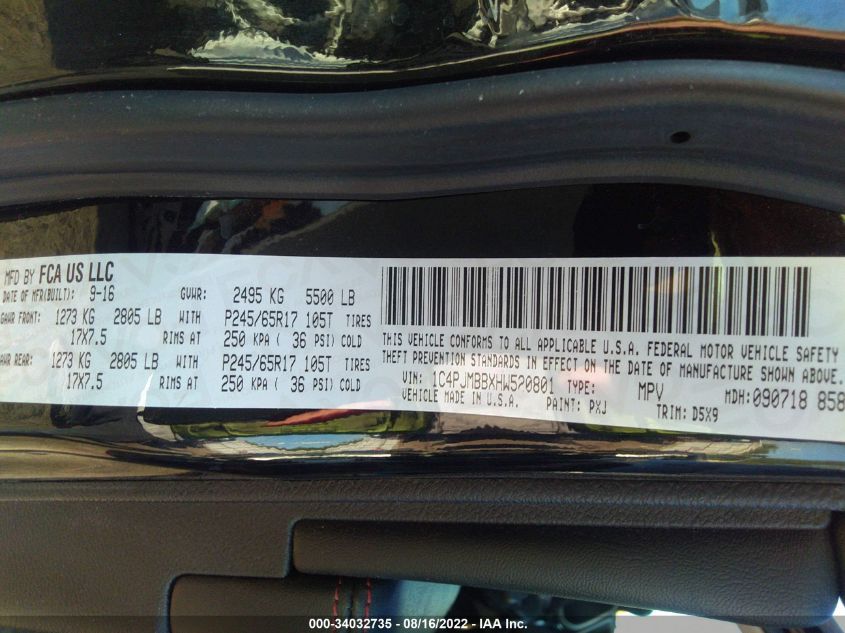 MFD BY FCA US LLC
DATE OF MFR(BUILT): 9-16 GVWR: 2495 KG 5500 LB
GAWR FRONT: 1273 KG 2805 LB WITH P245/65R17 105T TIRES
17X7.5 RIMS AT 250 KPA ( 36 PSI) COLD
GAWR REAR: 1273 KG 2805 LB WITH P245/65R17 105T TIRES
17X7.5 RIMS AT 250 KPA ( 36 PSI) COLD
THIS VEHICLE CONFORMS TO ALL APPLICABLE U.S.A. FEDERAL MOTOR VEHICLE SAFETY
THEFT PREVENTION STANDARDS IN EFFECT ON THE DATE OF MANUFACTURE SHOWN ABOVE.
VIN: 1C4PJMBBXHW520801 TYPE: MPV MDH:090718 858
VEHICLE MADE IN U.S.A. PAINT: PXJ TRIM: D5X9
000-34032735 - 08/16/2022 - IAA Inc.